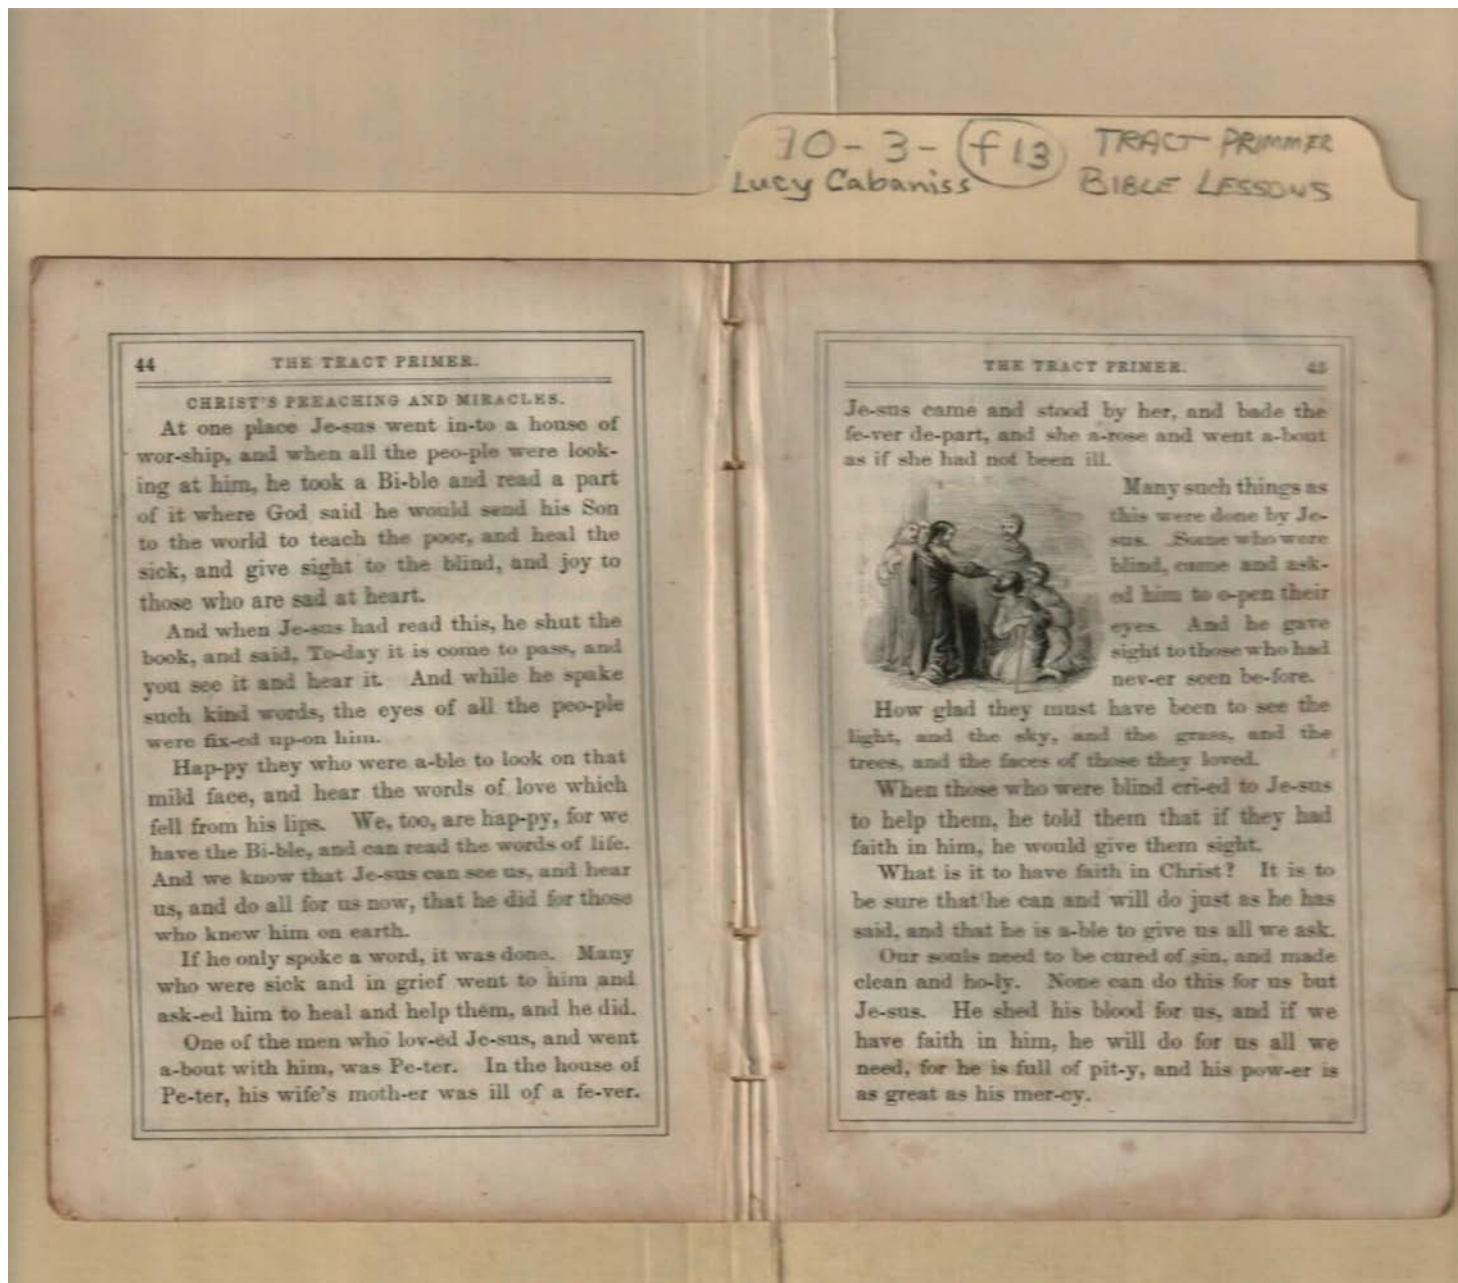 10-3-f13 TRACT PRIMMER
Lucy Cabaniss BIBLE LESSONS
44 THE TRACT PRIMER.
CHRIST'S PREACHING AND MIRACLES.
At one place Je-sus went in-to a house of
wor-ship, and when all the peo-ple were look-
ing at him, he took a Bi-ble and read a part
of it where God said he would send his Son
to the world to teach the poor, and heal the
sick, and give sight to the blind, and joy to
those who are sad at heart.
And when Je-sus had read this, he shut the
book, and said, To-day it is come to pass, and
you see it and hear it. And while he spake
such kind words, the eyes of all the peo-ple
were fix-ed up-on him.
Hap-py they who were a-ble to look on that
mild face, and hear the words of love which
fell from his lips. We, too, are hap-py, for we
have the Bi-ble, and can read the words of life.
And we know that Je-sus can see us, and hear
us, and do all for us now, that he did for those
who knew him on earth.
If he only spoke a word, it was done. Many
who were sick and in grief went to him and
ask-ed him to heal and help them, and he did.
One of the men who lov-ed Je-sus, and went
a-bout with him, was Pe-ter. In the house of
Pe-ter, his wife's moth-er was ill of a fe-ver.
THE TRACT PRIMER. 45
Je-sus came and stood by her, and bade the
fe-ver de-part, and she a-rose and went a-bout
as if she had not been ill.
Many such things as
this were done by Je-
sus. Some who were
blind, came and ask-
ed him to o-pen their
eyes. And he gave
sight to those who had
nev-er seen be-fore.
How glad they must have been to see the
light, and the sky, and the grass, and the
trees, and the faces of those they loved.
When those who were blind cri-ed to Je-sus
to help them, he told them that if they had
faith in him, he would give them sight.
What is it to have faith in Christ? It is to
be sure that he can and will do just as he has
said, and that he is a-ble to give us all we ask.
Our souls need to be cured of sin, and made
clean and ho-ly. None can do this for us but
Je-sus. He shed his blood for us, and if we
have faith in him, he will do for us all we
need, for he is full of pit-y, and his pow-er is
as great as his mer-cy.